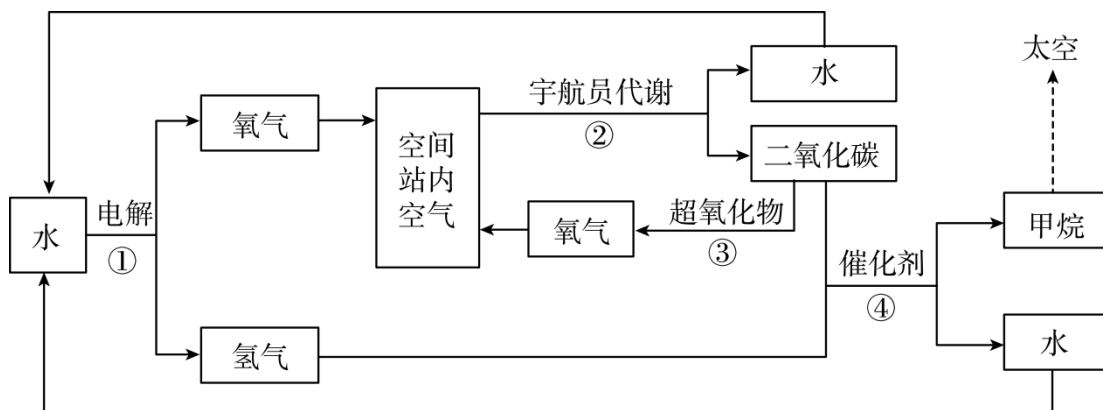 水
太空
宇航员代谢
②
氧气
空间
站内
空气
二氧化碳
超氧化物
③
氧气
电解
①
水
甲烷
催化剂
④
氢气
水